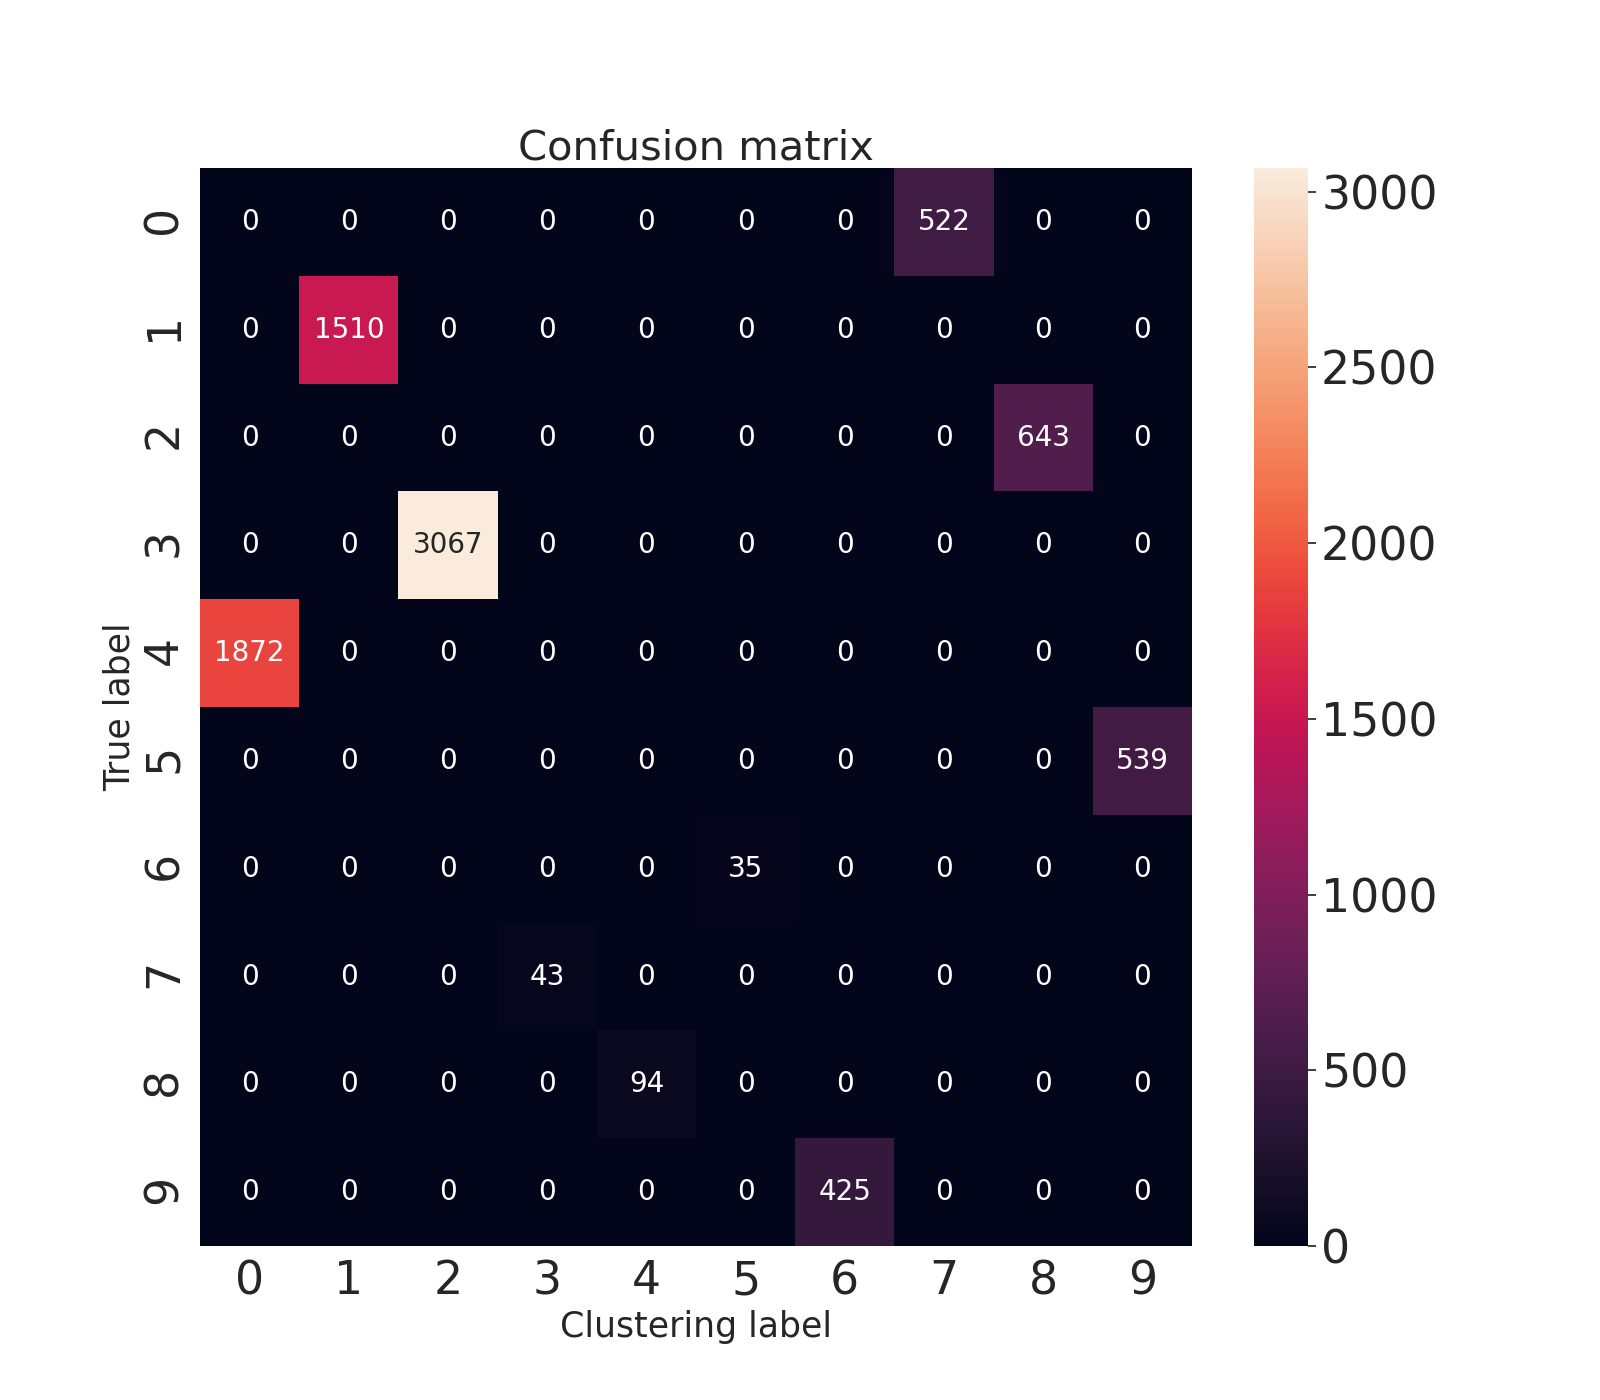 Confusion matrix
0 0 0 0 0 0 0 0 522 0 0
1 0 1510 0 0 0 0 0 0 0 0
2 0 0 0 0 0 0 0 0 643 0
3 0 0 3067 0 0 0 0 0 0 0
4 1872 0 0 0 0 0 0 0 0 0
5 0 0 0 0 0 0 0 0 0 539
6 0 0 0 0 0 35 0 0 0 0
7 0 0 0 43 0 0 0 0 0 0
8 0 0 0 0 94 0 0 0 0 0
9 0 0 0 0 0 0 425 0 0 0
0 1 2 3 4 5 6 7 8 9
Clustering label
True label
3000
2500
2000
1500
1000
500
0